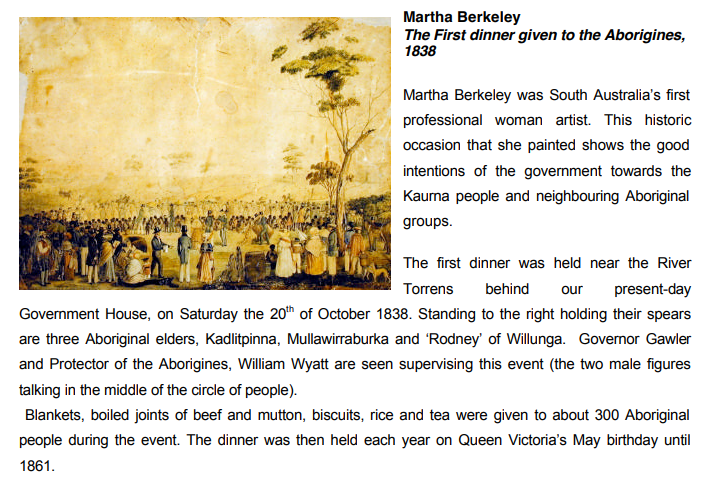 Martha Berkeley
The First dinner given to the Aborigines,
1838
Martha Berkeley was South Australia's first
professional woman artist. This historic
occasion that she painted shows the good
intentions of the government towards the
Kaurna people and neighbouring Aboriginal
groups.
The first dinner was held near the River
Torrens behind our present-day
Government House, on Saturday the 20th of October 1838. Standing to the right holding their spears
are three Aboriginal elders, Kadlitpinna, Mullawirraburka and 'Rodney' of Willunga. Governor Gawler
and Protector of the Aborigines, William Wyatt are seen supervising this event (the two male figures
talking in the middle of the circle of people).
Blankets, boiled joints of beef and mutton, biscuits, rice and tea were given to about 300 Aboriginal
people during the event. The dinner was then held each year on Queen Victoria's May birthday until
1861.